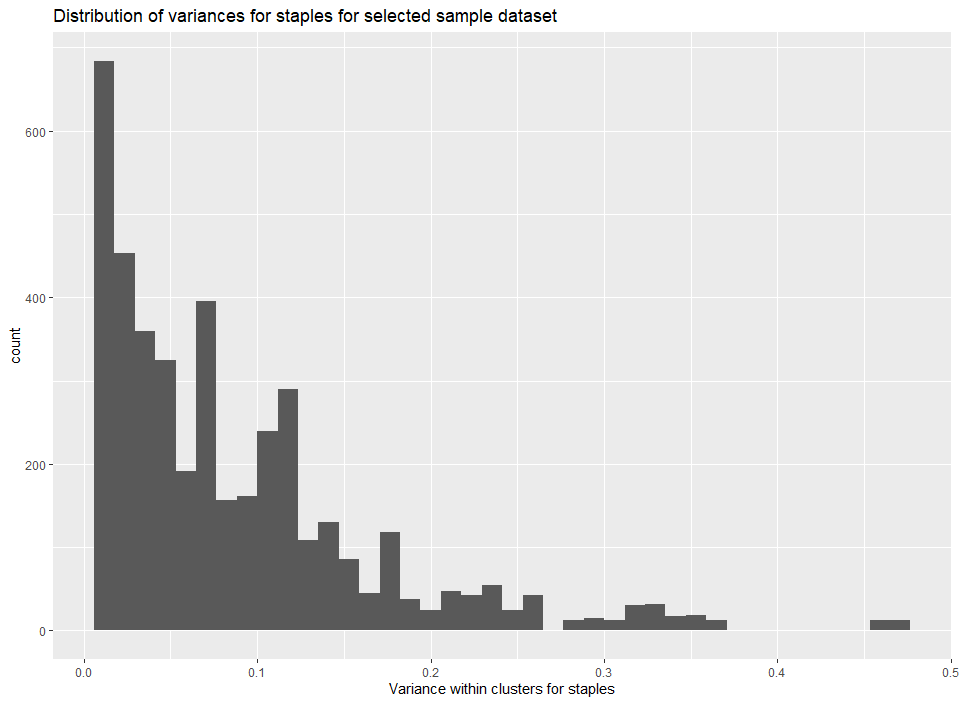 Distribution of variances for staples for selected sample dataset
count
600
400
200
0
0.0 0.1 0.2 0.3 0.4 0.5
Variance within clusters for staples